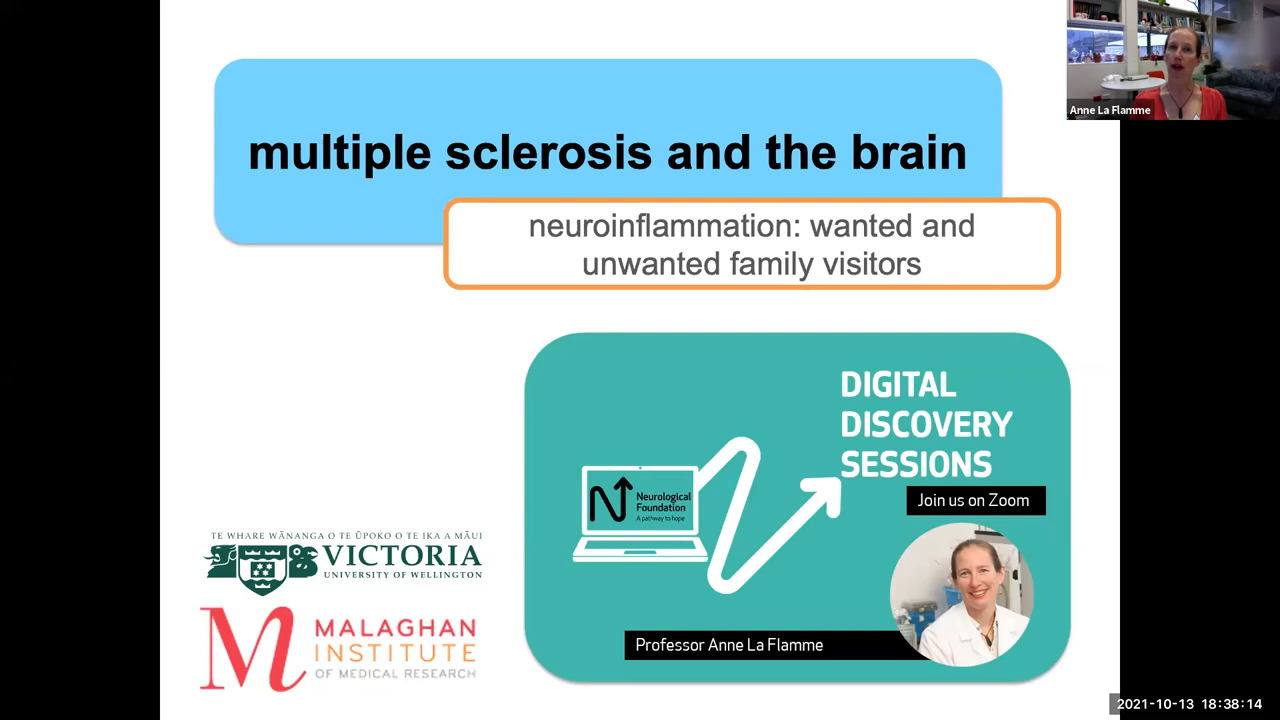 Anne La Flamme
multiple sclerosis and the brain
neuroinflammation: wanted and
unwanted family visitors
DIGITAL
DISCOVERY
SESSIONS
Join us on Zoom
Neurological
Foundation
A pathway to hope
Professor Anne La Flamme
TE WHARE WĀNANGA O TE ŪPOKO O TE IKA A MĀUI
VICTORIA
UNIVERSITY OF WELLINGTON
MALAGHAN
INSTITUTE
OF MEDICAL RESEARCH
2021-10-13 18:38:14